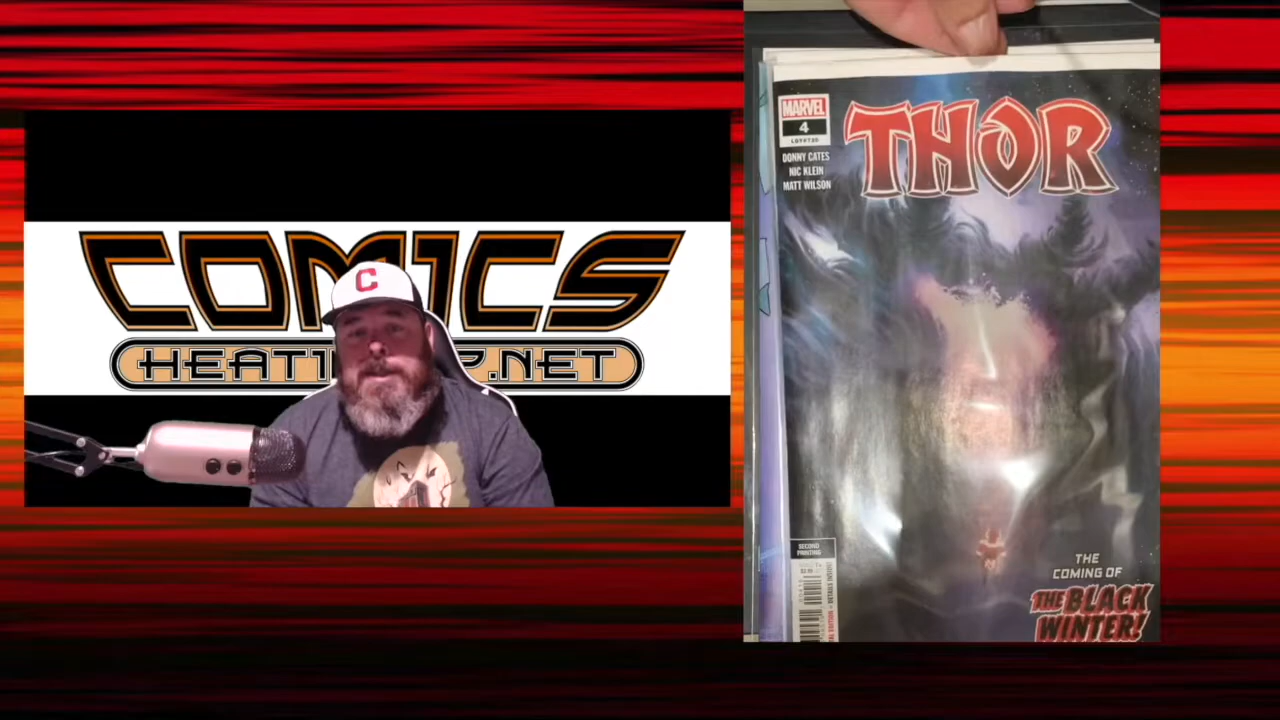 COMICS
HEATI
.NET
C
MARVEL
4
THOR
DONNY CATES
NIC KLEIN
MATT WILSON
SECOND
PRINTING
THE
COMING OF
THE BLACK
WINTER!